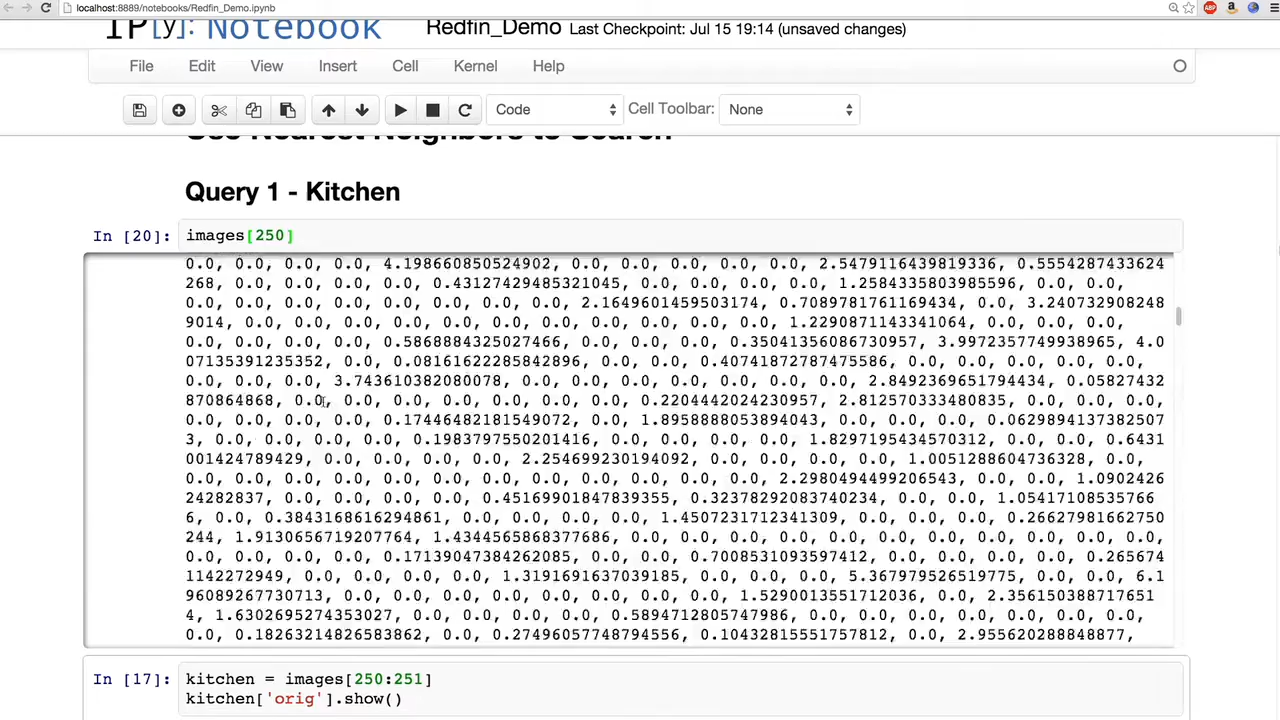 localhost:8889/notebooks/Redfin_Demo.ipynb
IP[y]: Notebook Redfin_Demo Last Checkpoint: Jul 15 19:14 (unsaved changes)
File Edit View Insert Cell Kernel Help
Code Cell Toolbar: None
Use Nearest Neighbors to Search
Query 1 - Kitchen
In [20]: images[250]
0.0, 0.0, 0.0, 0.0, 4.198660850524902, 0.0, 0.0, 0.0, 0.0, 0.0, 2.5479116439819336, 0.5554287433624
268, 0.0, 0.0, 0.0, 0.0, 0.43127429485321045, 0.0, 0.0, 0.0, 0.0, 1.2584335803985596, 0.0, 0.0,
0.0, 0.0, 0.0, 0.0, 0.0, 0.0, 0.0, 0.0, 2.1649601459503174, 0.7089781761169434, 0.0, 3.240732908248
9014, 0.0, 0.0, 0.0, 0.0, 0.0, 0.0, 0.0, 0.0, 0.0, 0.0, 0.0, 1.2290871143341064, 0.0, 0.0, 0.0,
0.0, 0.0, 0.0, 0.0, 0.5868884325027466, 0.0, 0.0, 0.0, 0.35041356086730957, 3.9972357749938965, 4.0
07135391235352, 0.0, 0.08161622285842896, 0.0, 0.0, 0.40741872787475586, 0.0, 0.0, 0.0, 0.0, 0.0,
0.0, 0.0, 0.0, 3.743610382080078, 0.0, 0.0, 0.0, 0.0, 0.0, 0.0, 0.0, 2.8492369651794434, 0.05827432
870864868, 0.0, 0.0, 0.0, 0.0, 0.0, 0.0, 0.0, 0.2204442024230957, 2.812570333480835, 0.0, 0.0, 0.0,
0.0, 0.0, 0.0, 0.0, 0.17446482181549072, 0.0, 1.8958888053894043, 0.0, 0.0, 0.0, 0.0629894137382507
3, 0.0, 0.0, 0.0, 0.0, 0.1983797550201416, 0.0, 0.0, 0.0, 0.0, 1.8297195434570312, 0.0, 0.0, 0.6431
001424789429, 0.0, 0.0, 0.0, 0.0, 2.254699230194092, 0.0, 0.0, 0.0, 0.0, 1.0051288604736328, 0.0,
0.0, 0.0, 0.0, 0.0, 0.0, 0.0, 0.0, 0.0, 0.0, 0.0, 0.0, 0.0, 2.2980494499206543, 0.0, 0.0, 1.0902426
24282837, 0.0, 0.0, 0.0, 0.0, 0.45169901847839355, 0.32378292083740234, 0.0, 0.0, 1.05417108535766
6, 0.0, 0.3843168616294861, 0.0, 0.0, 0.0, 0.0, 1.4507231712341309, 0.0, 0.0, 0.0, 0.26627981662750
244, 1.9130656719207764, 1.4344565868377686, 0.0, 0.0, 0.0, 0.0, 0.0, 0.0, 0.0, 0.0, 0.0, 0.0, 0.0,
0.0, 0.0, 0.0, 0.0, 0.17139047384262085, 0.0, 0.0, 0.7008531093597412, 0.0, 0.0, 0.0, 0.0, 0.265674
1142272949, 0.0, 0.0, 0.0, 0.0, 1.3191691637039185, 0.0, 0.0, 0.0, 5.367979526519775, 0.0, 0.0, 6.1
96089267730713, 0.0, 0.0, 0.0, 0.0, 0.0, 0.0, 0.0, 0.0, 1.5290013551712036, 0.0, 2.356150388717651
4, 1.6302695274353027, 0.0, 0.0, 0.0, 0.0, 0.5894712805747986, 0.0, 0.0, 0.0, 0.0, 0.0, 0.0, 0.0,
0.0, 0.18263214826583862, 0.0, 0.27496057748794556, 0.10432815551757812, 0.0, 2.955620288848877,
In [17]: kitchen = images[250:251]
kitchen['orig'].show()